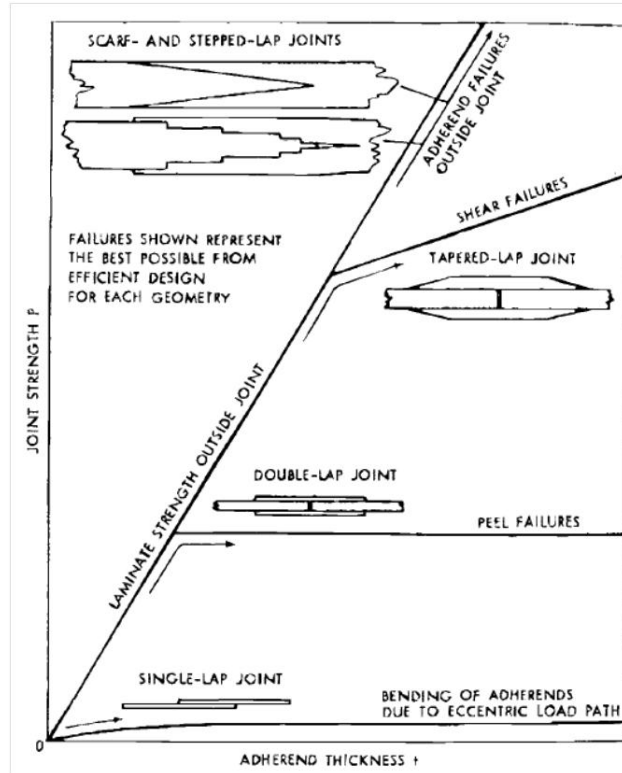 SCARF- AND STEPPED-LAP JOINTS
ADHEREND FAILURES
OUTSIDE JOINT
SHEAR FAILURES
FAILURES SHOWN REPRESENT
THE BEST POSSIBLE FROM
EFFICIENT DESIGN
FOR EACH GEOMETRY
TAPERED-LAP JOINT
JOINT STRENGTH P
LAMINATE STRENGTH OUTSIDE JOINT
DOUBLE-LAP JOINT
PEEL FAILURES
SINGLE-LAP JOINT
BENDING OF ADHERENDS
DUE TO ECCENTRIC LOAD PATH
0
ADHEREND THICKNESS t